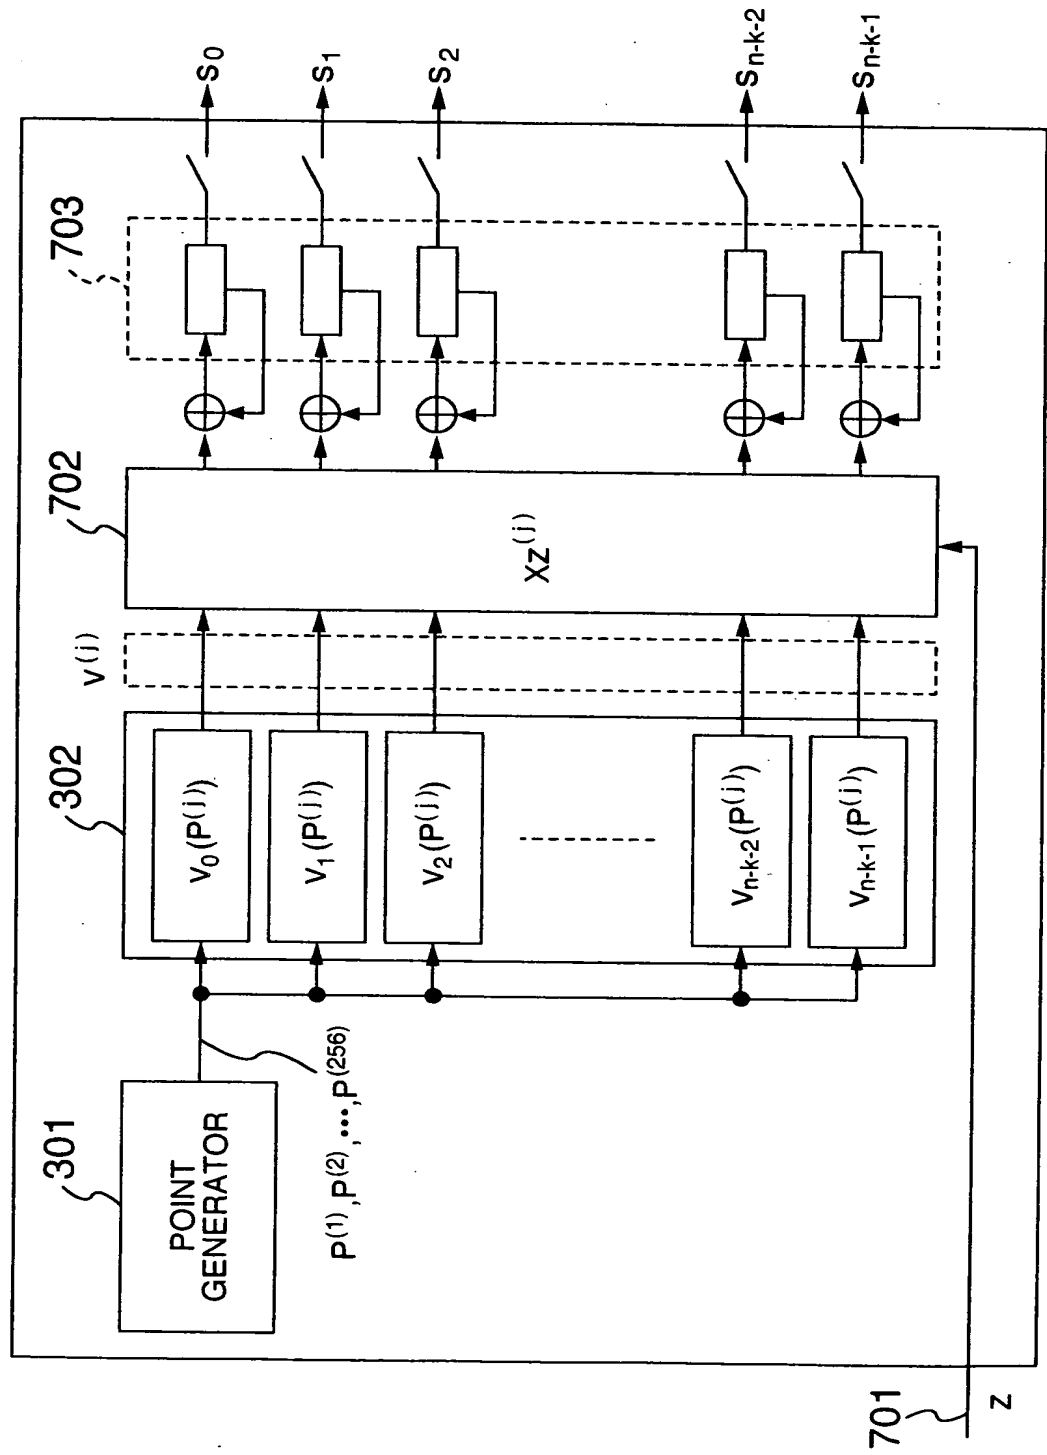 301
POINT
GENERATOR
P(1),P(2),...,P(256)
302
V0(P(j))
V1(P(j))
V2(P(j))
Vn-k-2(P(j))
Vn-k-1(P(j))
V(j)
702
XZ(j)
703
S0
S1
S2
Sn-k-2
Sn-k-1
701
Z